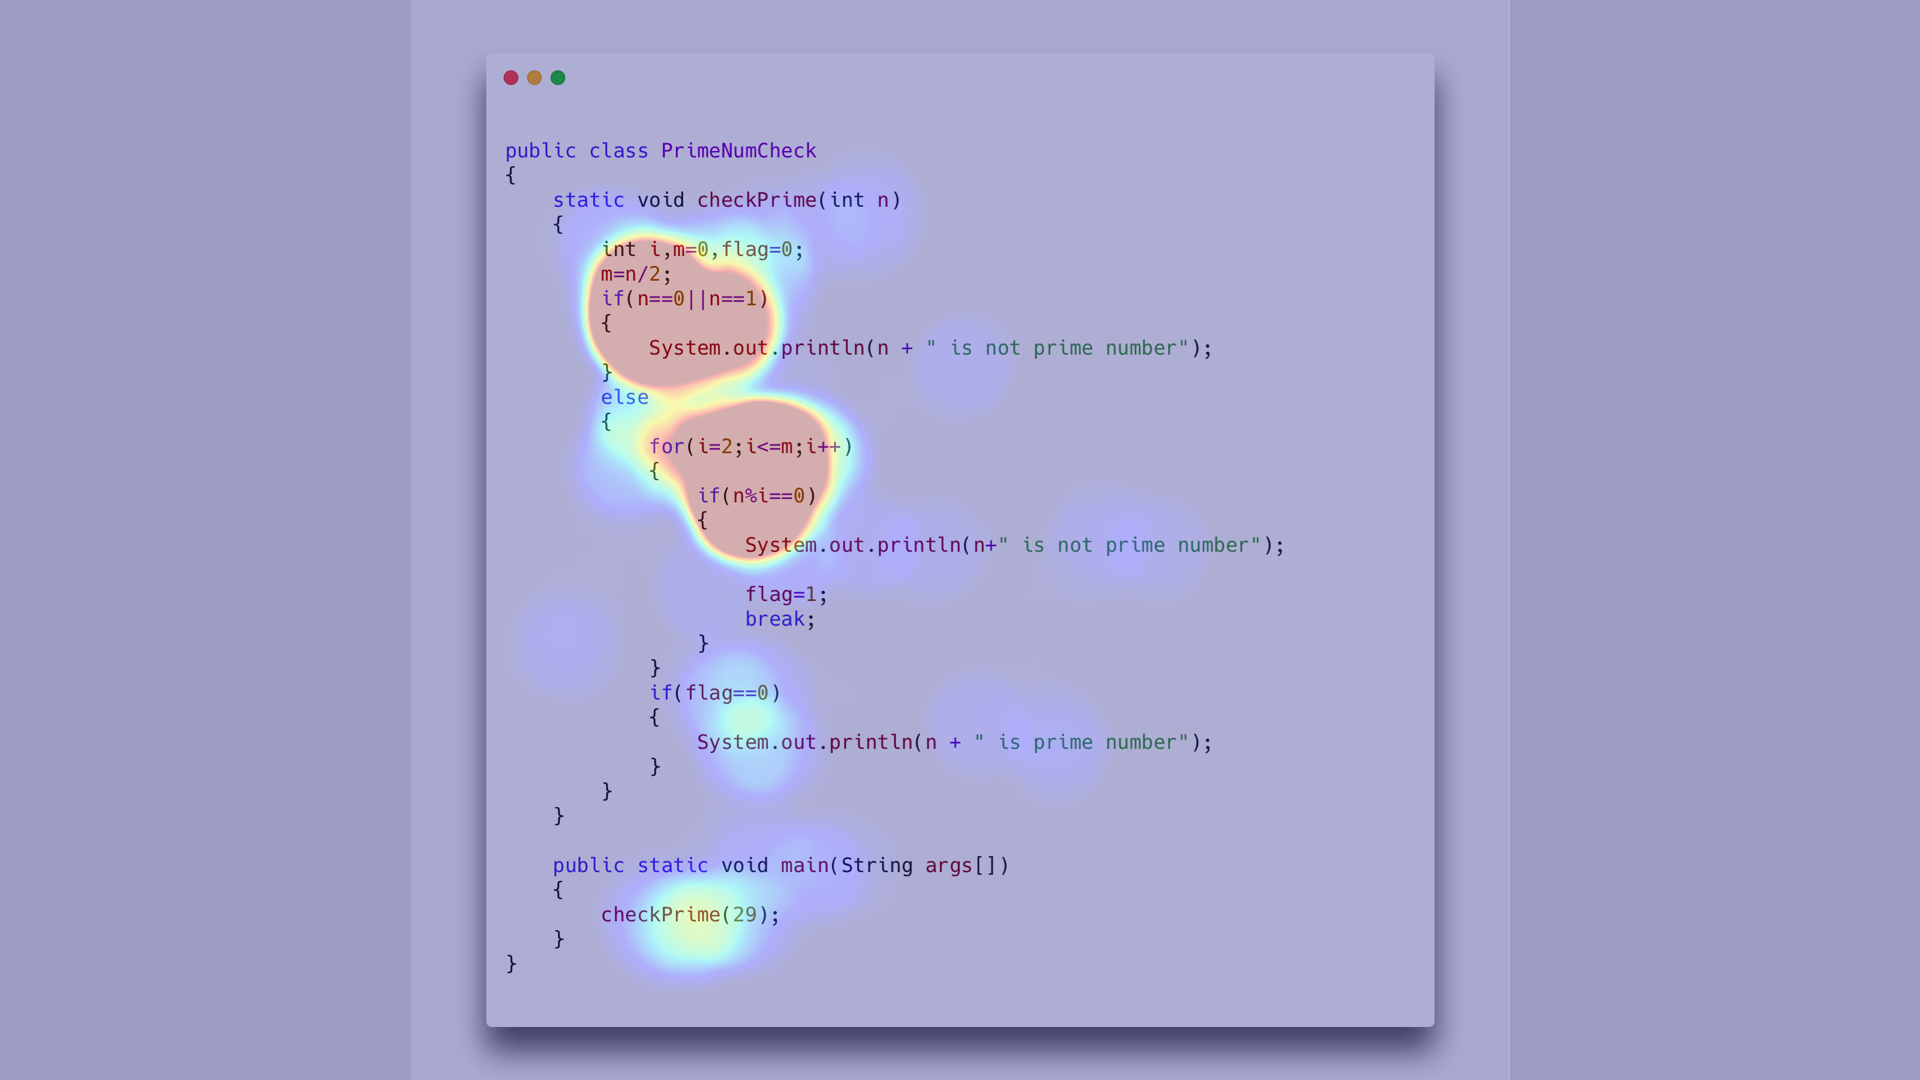 public class PrimeNumCheck
{
    static void checkPrime(int n)
    {
        int i,m=0,flag=0;
        m=n/2;
        if(n==0||n==1)
        {
            System.out.println(n + " is not prime number");
        }
        else
        {
            for(i=2;i<=m;i++)
            {
                if(n%i==0)
                {
                    System.out.println(n+" is not prime number");

                    flag=1;
                    break;
                }
            }
            if(flag==0)
            {
                System.out.println(n + " is prime number");
            }
        }
    }

    public static void main(String args[])
    {
        checkPrime(29);
    }
}